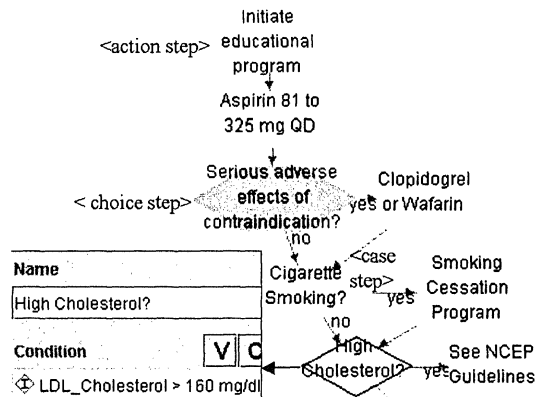 Initiate
educational
program
<action step>
Aspirin 81 to
325 mg QD
Serious adverse
effects of
contraindication?
< choice step>
yes
Clopidogrel
or Wafarin
no
Cigarette
Smoking?
<case
step>
yes
Smoking
Cessation
Program
no
High
Cholesterol?
yes
See NCEP
Guidelines
Name
High Cholesterol?
Condition
V
C
LDL_Cholesterol > 160 mg/dl